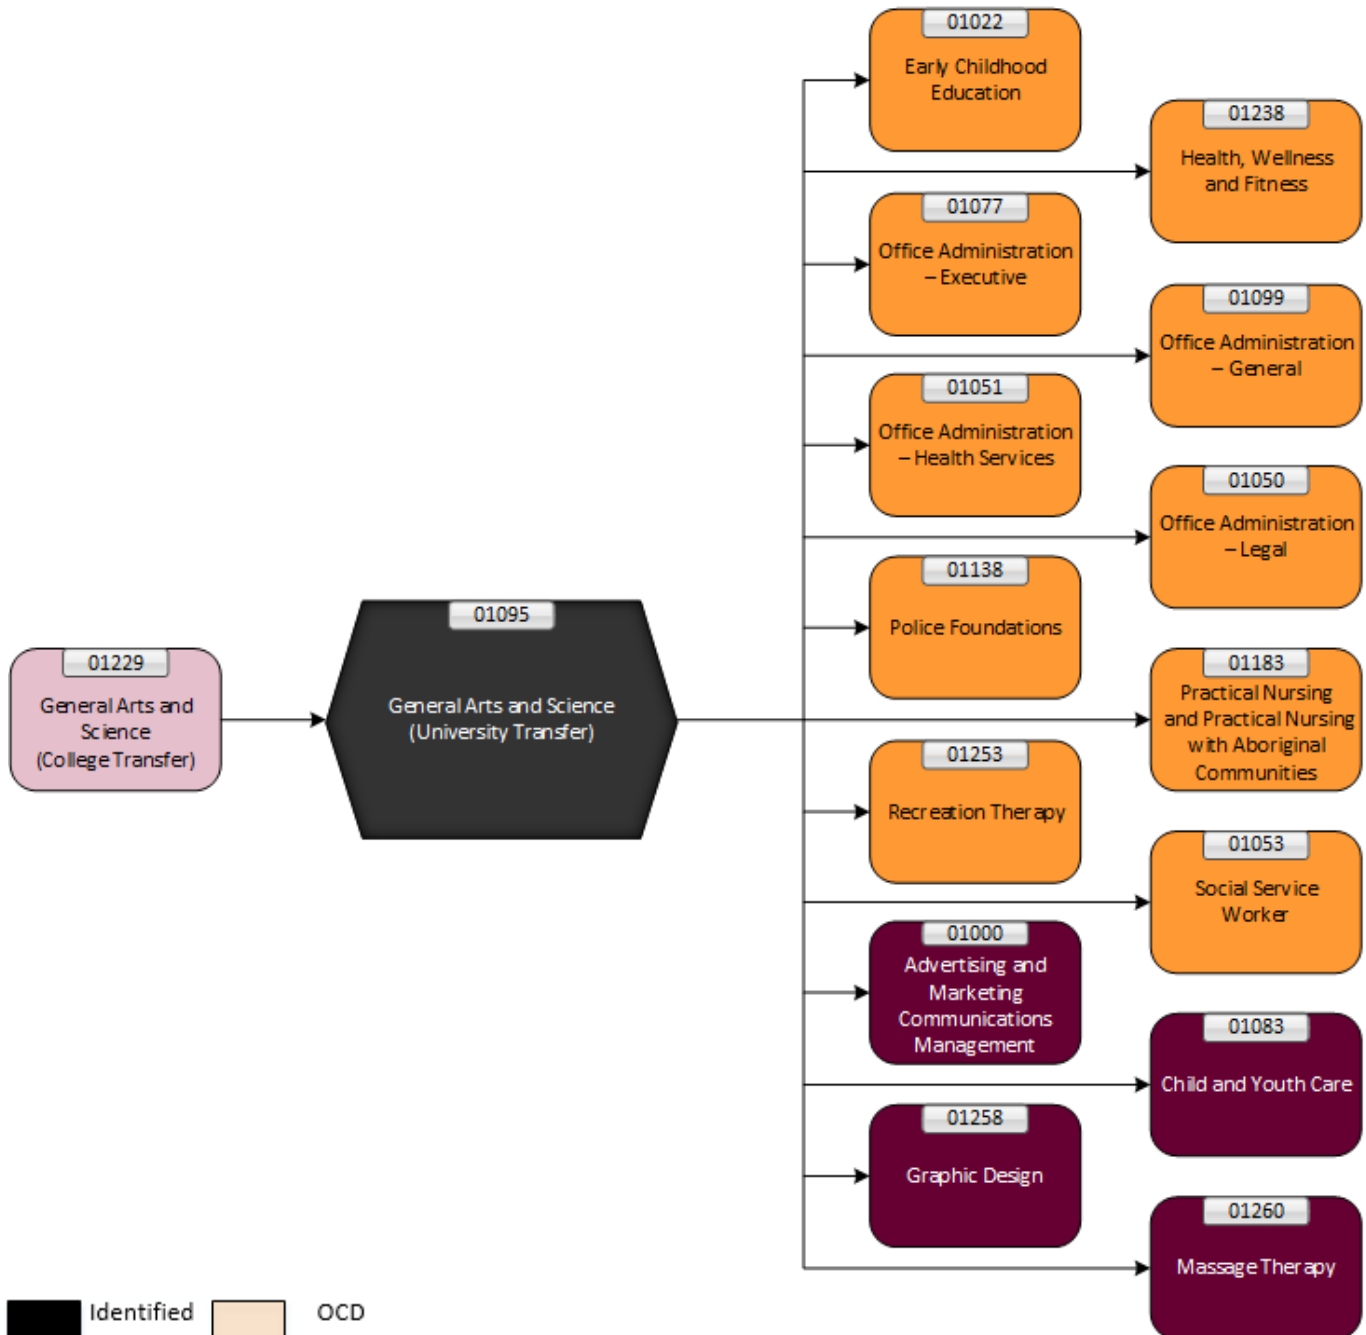 01022
Early Childhood
Education
01238
Health, Wellness
and Fitness
01077
Office Administration
– Executive
01099
Office Administration
– General
01051
Office Administration
– Health Services
01050
Office Administration
– Legal
01138
Police Foundations
01095
General Arts and Science
(University Transfer)
01229
General Arts and
Science
(College Transfer)
01183
Practical Nursing
and Practical Nursing
with Aboriginal
Communities
01253
Recreation Therapy
01053
Social Service
Worker
01000
Advertising and
Marketing
Communications
Management
01083
Child and Youth Care
01258
Graphic Design
01260
Massage Therapy
Identified OCD